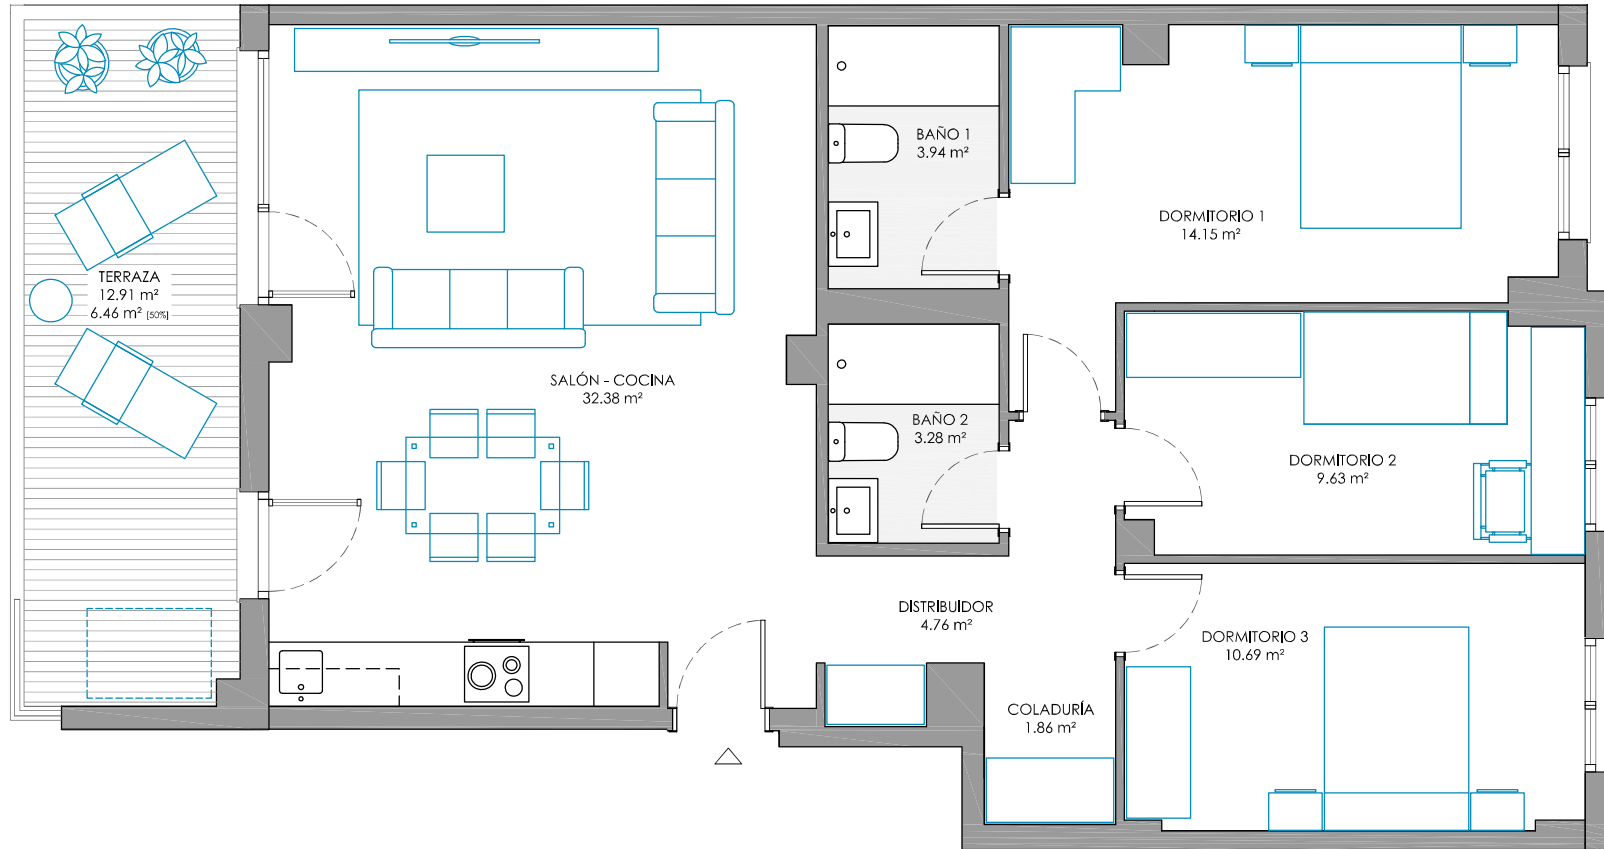 BAÑO 1
3.94 m²
DORMITORIO 1
14.15 m²
TERRAZA
12.91 m²
6.46 m² (50%)
SALÓN - COCINA
32.38 m²
BAÑO 2
3.28 m²
DORMITORIO 2
9.63 m²
DISTRIBUIDOR
4.76 m²
DORMITORIO 3
10.69 m²
COLADURÍA
1.86 m²